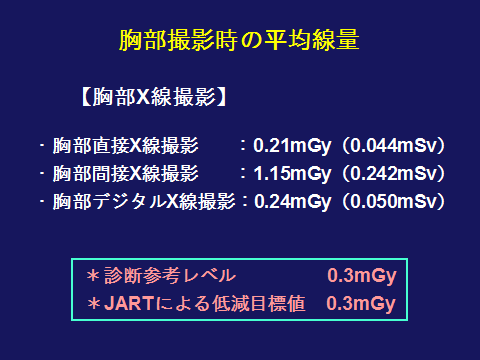 胸部撮影時の平均線量
【胸部X線撮影】
・胸部直接X線撮影　　：0.21mGy（0.044mSv）
・胸部間接X線撮影　　：1.15mGy（0.242mSv）
・胸部デジタルX線撮影：0.24mGy（0.050mSv）
＊診断参考レベル　　　　0.3mGy
＊JARTによる低減目標値　0.3mGy